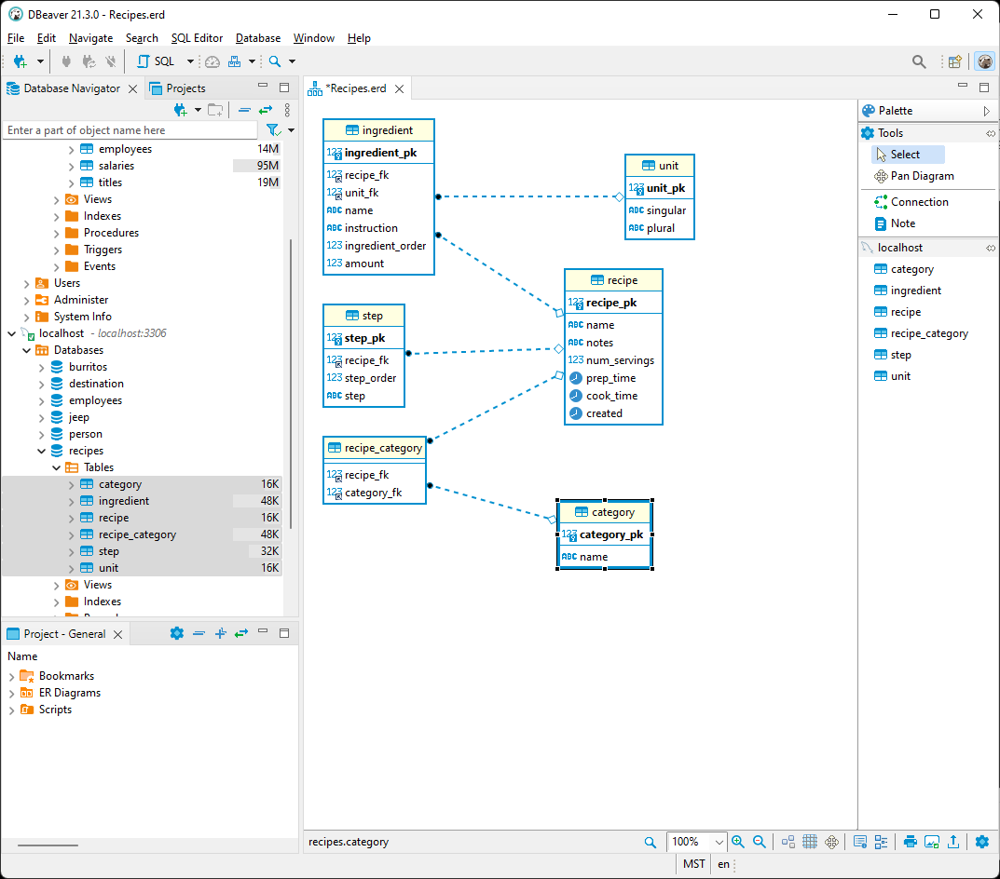 DBeaver 21.3.0 - Recipes.erd
File Edit Navigate Search SQL Editor Database Window Help
SQL
Database Navigator
Projects
Enter a part of object name here
employees 14M
salaries 95M
titles 19M
Views
Indexes
Procedures
Triggers
Events
Users
Administer
System Info
localhost - localhost:3306
Databases
burritos
destination
employees
jeep
person
recipes
Tables
category 16K
ingredient 48K
recipe 16K
recipe_category 48K
step 32K
unit 16K
Views
Indexes
Project - General
Name
Bookmarks
ER Diagrams
Scripts
*Recipes.erd
ingredient
123 ingredient_pk
123 recipe_fk
123 unit_fk
ABC name
ABC instruction
123 ingredient_order
123 amount
unit
123 unit_pk
ABC singular
ABC plural
recipe
123 recipe_pk
ABC name
ABC notes
123 num_servings
prep_time
cook_time
created
step
123 step_pk
123 recipe_fk
123 step_order
ABC step
recipe_category
123 recipe_fk
123 category_fk
category
123 category_pk
ABC name
Palette
Tools
Select
Pan Diagram
Connection
Note
localhost
category
ingredient
recipe
recipe_category
step
unit
recipes.category
100%
MST en